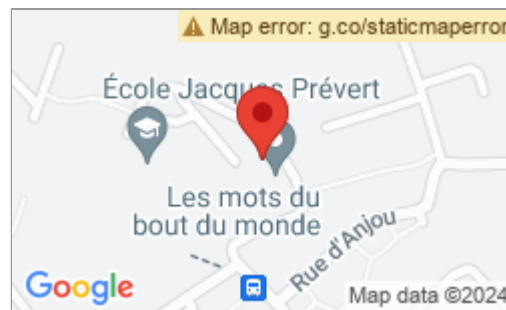 Map error: g.co/staticmaperror
École Jacques Prévert
Les mots du
bout du monde
Rue d'Anjou
Google
Map data ©2024